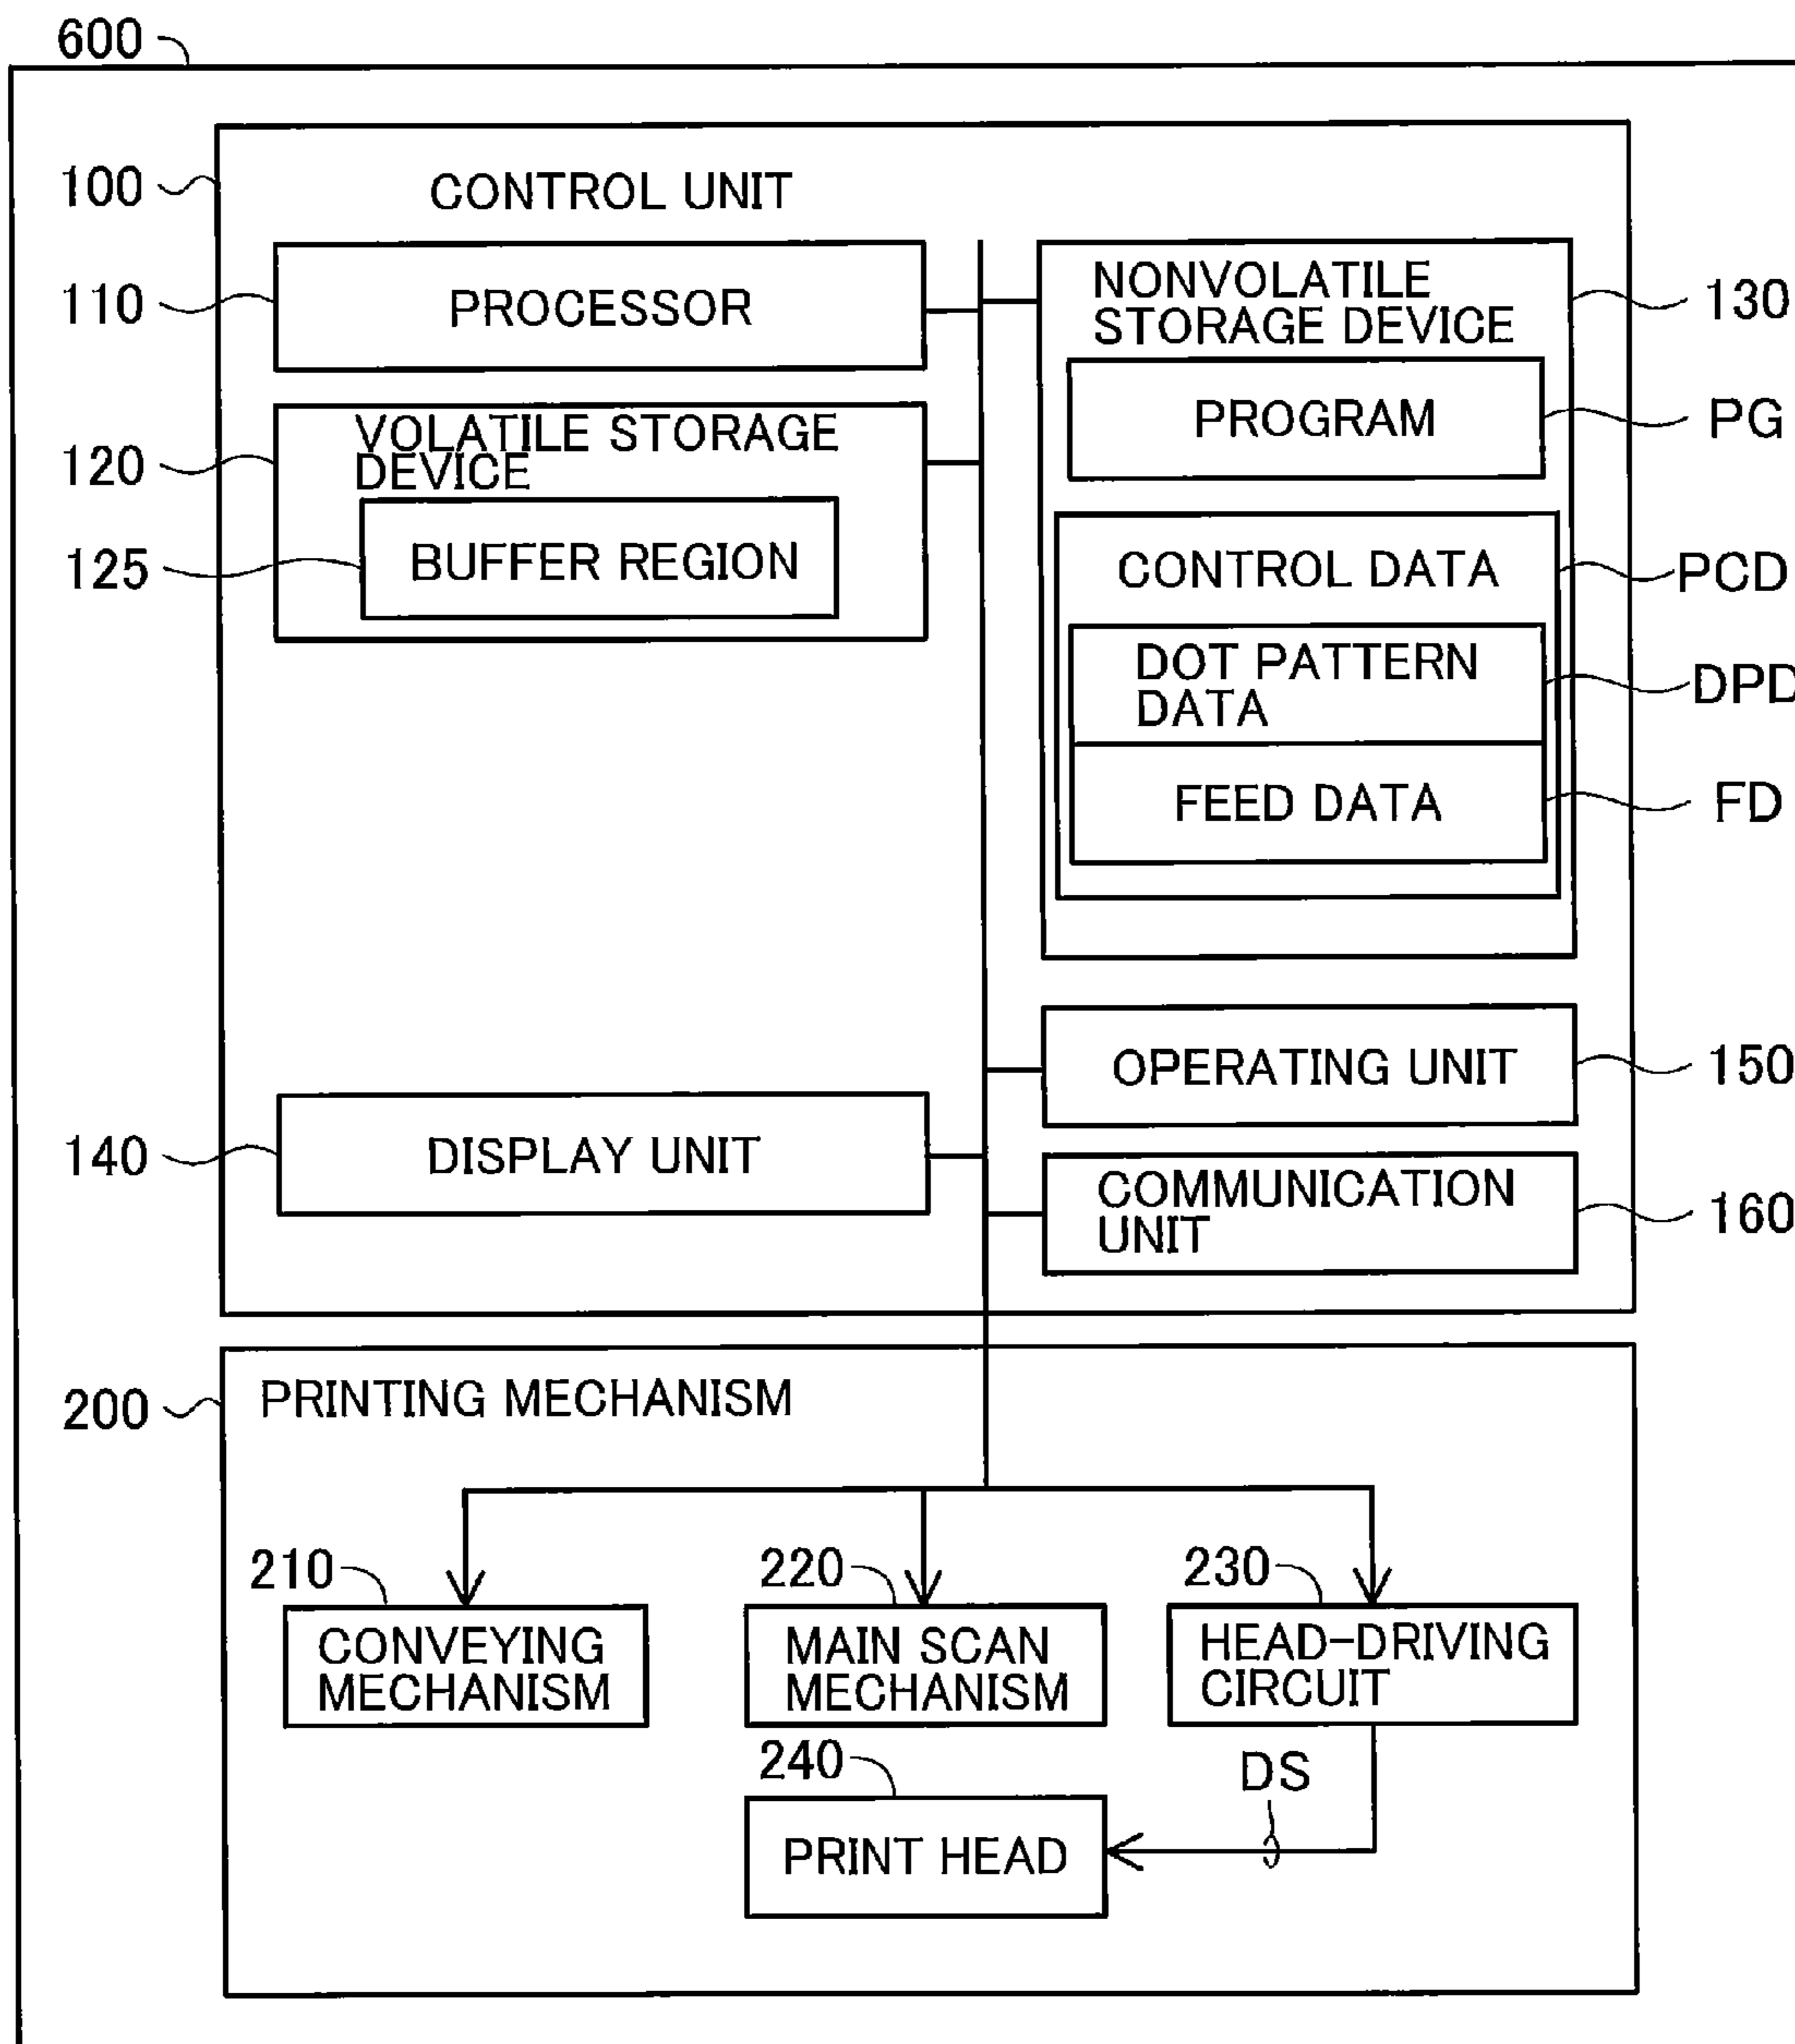 600
100
CONTROL UNIT
110
PROCESSOR
NONVOLATILE
STORAGE DEVICE
130
PROGRAM
PG
120
VOLATILE STORAGE
DEVICE
125
BUFFER REGION
CONTROL DATA
PCD
DOT PATTERN
DATA
DPD
FEED DATA
FD
OPERATING UNIT
150
140
DISPLAY UNIT
COMMUNICATION
UNIT
160
200
PRINTING MECHANISM
210
CONVEYING
MECHANISM
220
MAIN SCAN
MECHANISM
230
HEAD-DRIVING
CIRCUIT
240
PRINT HEAD
DS